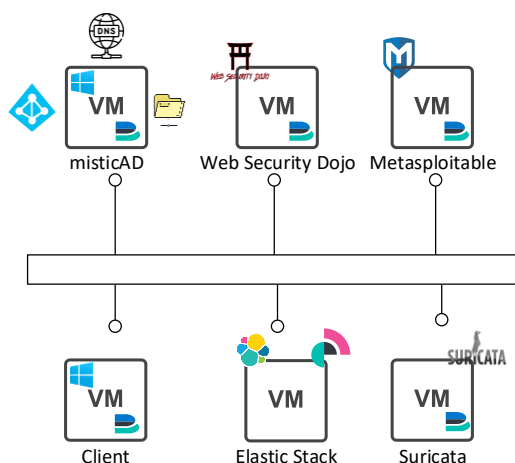 DNS
WEB SECURITY DOJO
VM
VM
VM
misticAD
Web Security Dojo
Metasploitable
SURICATA
VM
VM
VM
Client
Elastic Stack
Suricata